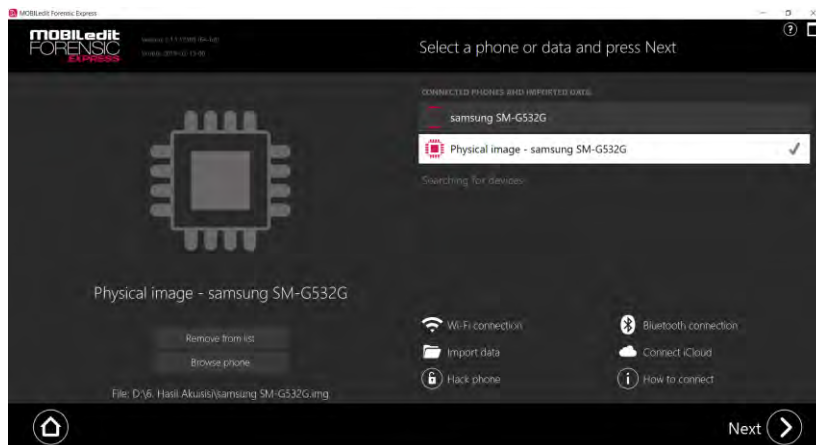 MOBILedit Forensic Express
MOBILedit
FORENSIC
EXPRESS
Select a phone or data and press Next
CONNECTED PHONES AND IMPORTED DATA
samsung SM-G532G
Physical image - samsung SM-G532G
Searching for devices
Physical image - samsung SM-G532G
Remove from list
Browse phone
File: D:\6. Hasil Akuisisi\samsung SM-G532G.img
Wi-Fi connection
Bluetooth connection
Import data
Connect iCloud
Hack phone
How to connect
Next